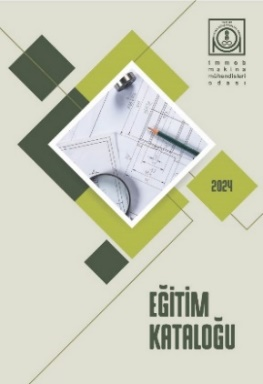 tmmob
makina
mühendisleri
odası
2024
EĞİTİM
KATALOĞU